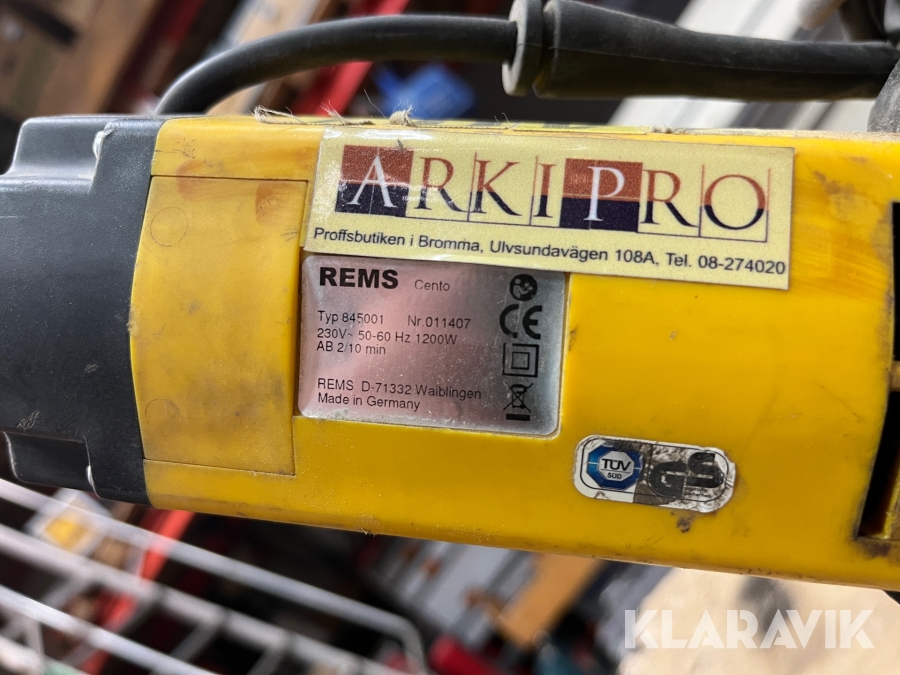 ARKIPRO
Proffsbutiken i Bromma, Ulvsundavägen 108A, Tel. 08-274020
REMS Cento
Typ 845001 Nr.011407
230V~ 50-60 Hz 1200W
AB 2/10 min
CE
REMS D-71332 Waiblingen
Made in Germany
TÜV
SÜD
GS
KLARAVIK